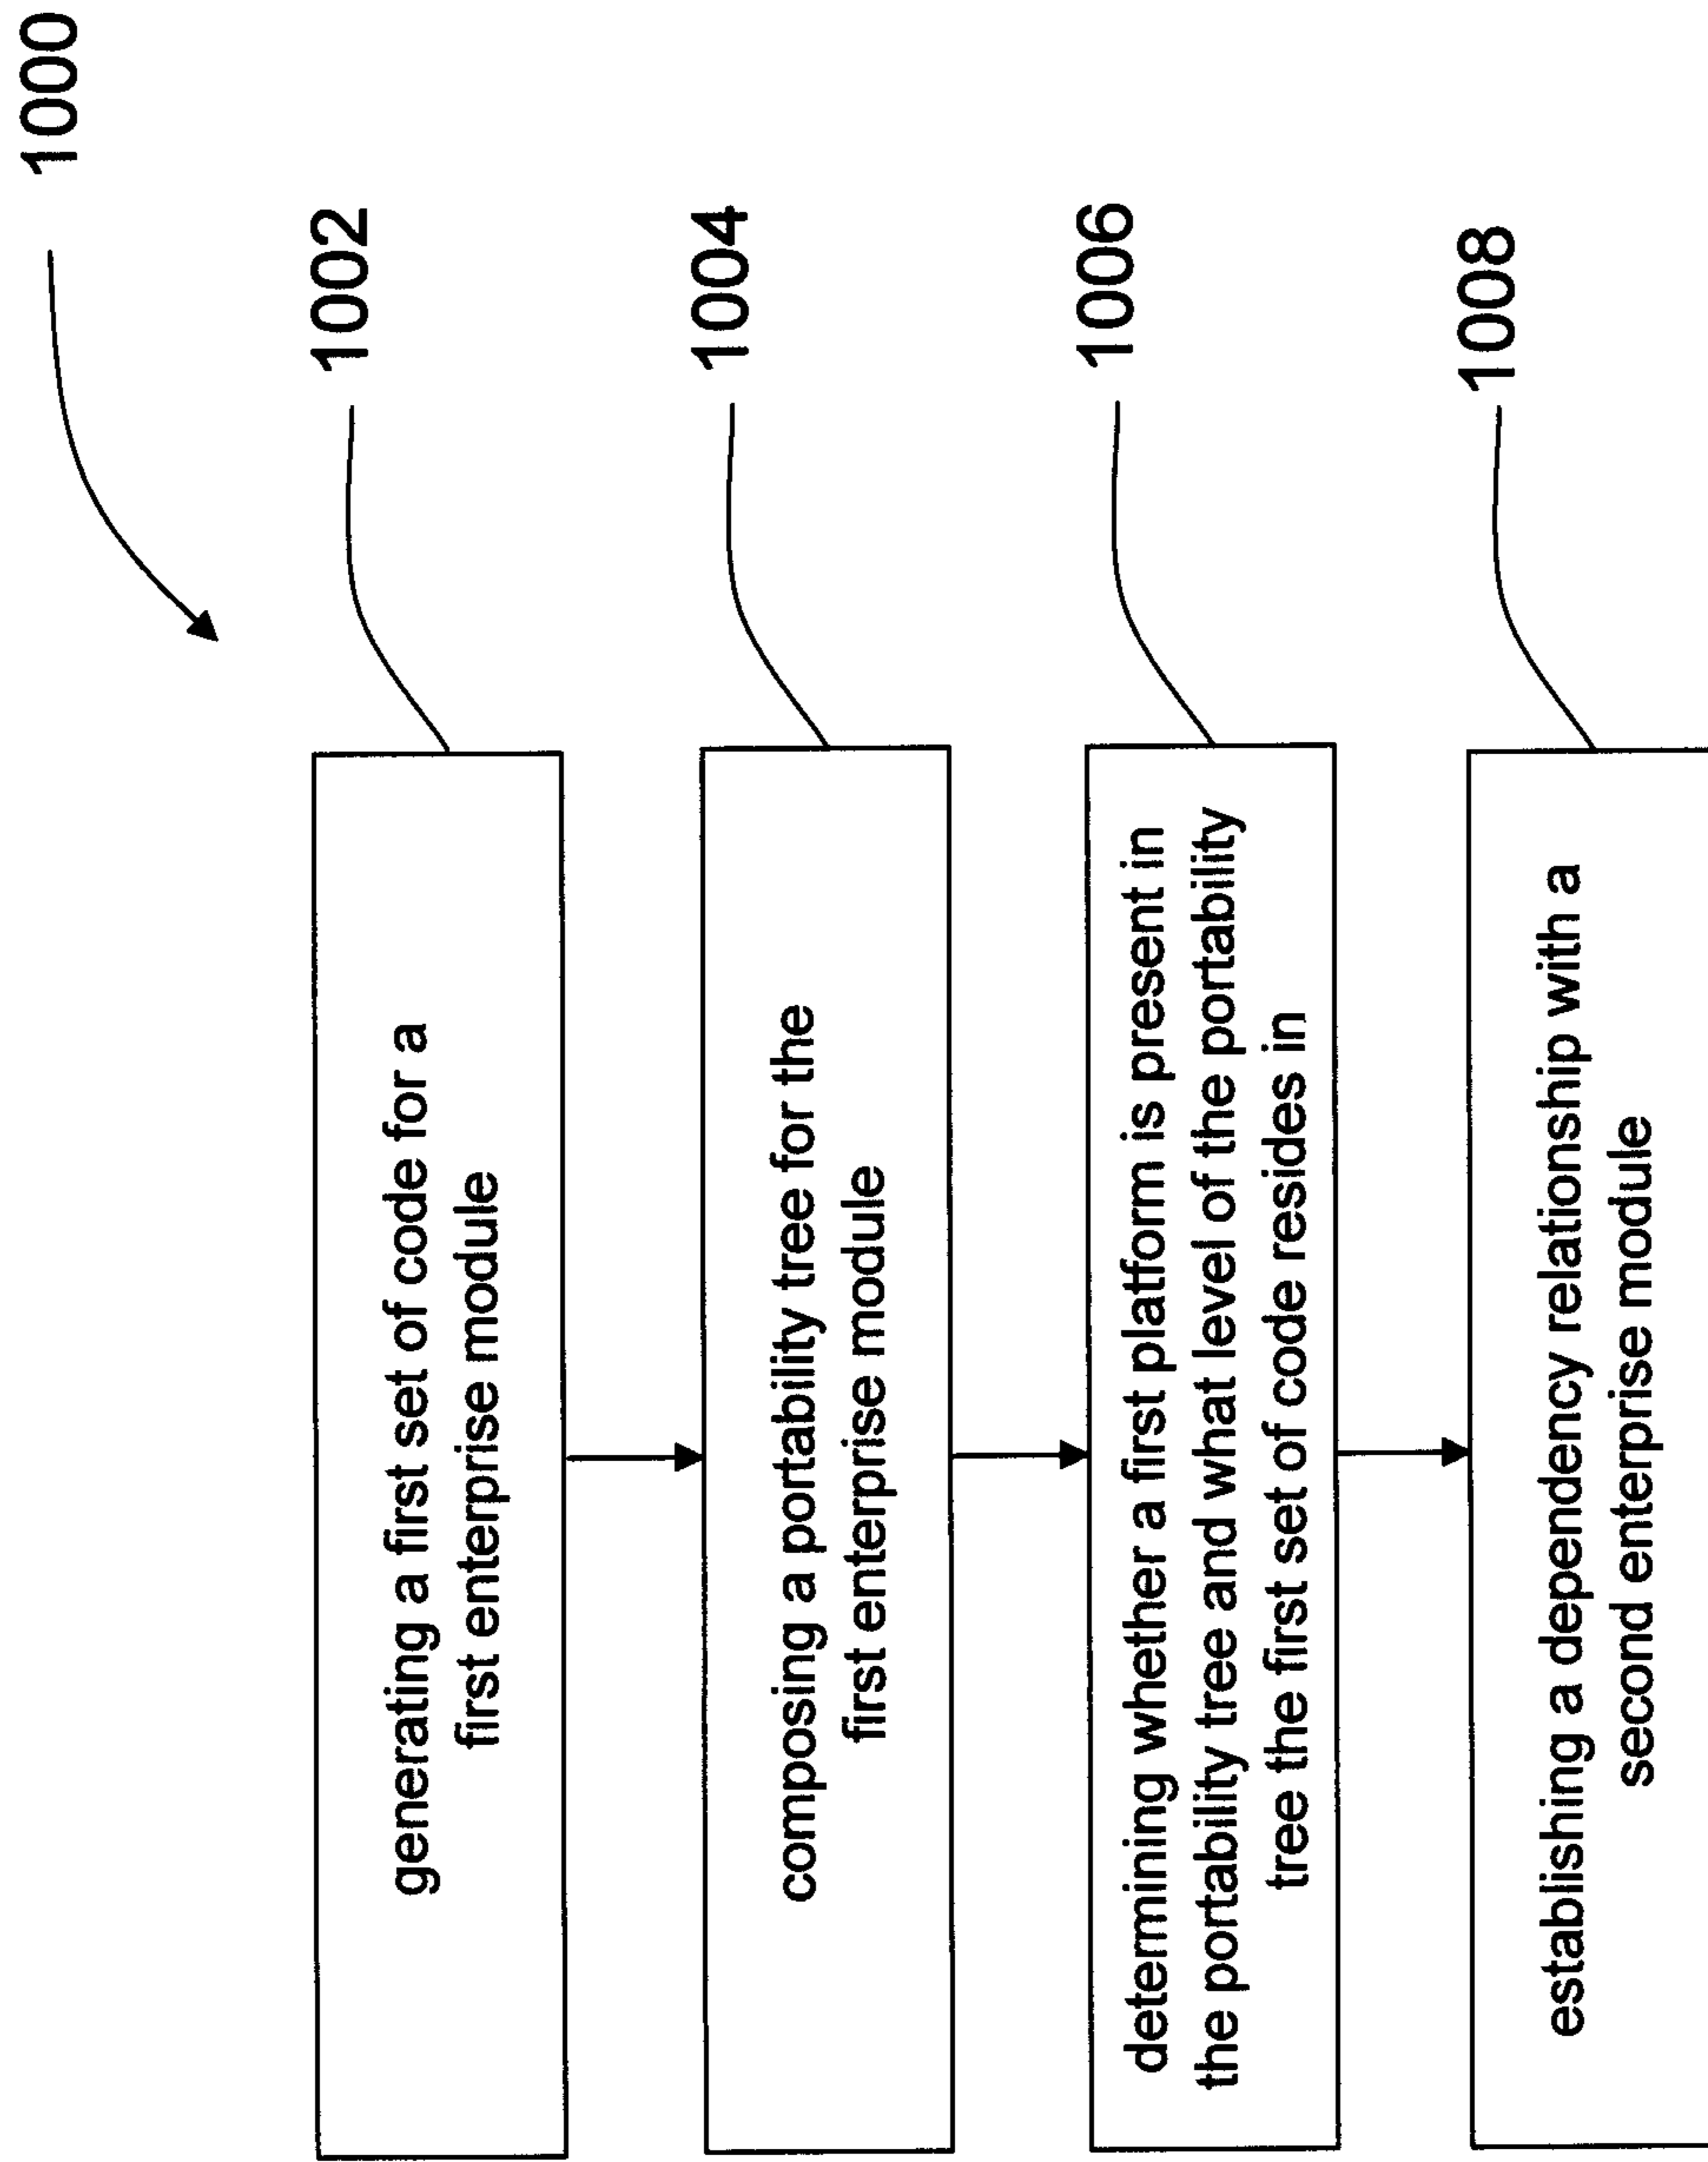 1000
1002
generating a first set of code for a
first enterprise module
1004
composing a portability tree for the
first enterprise module
1006
determining whether a first platform is present in
the portability tree and what level of the portability
tree the first set of code resides in
1008
establishing a dependency relationship with a
second enterprise module